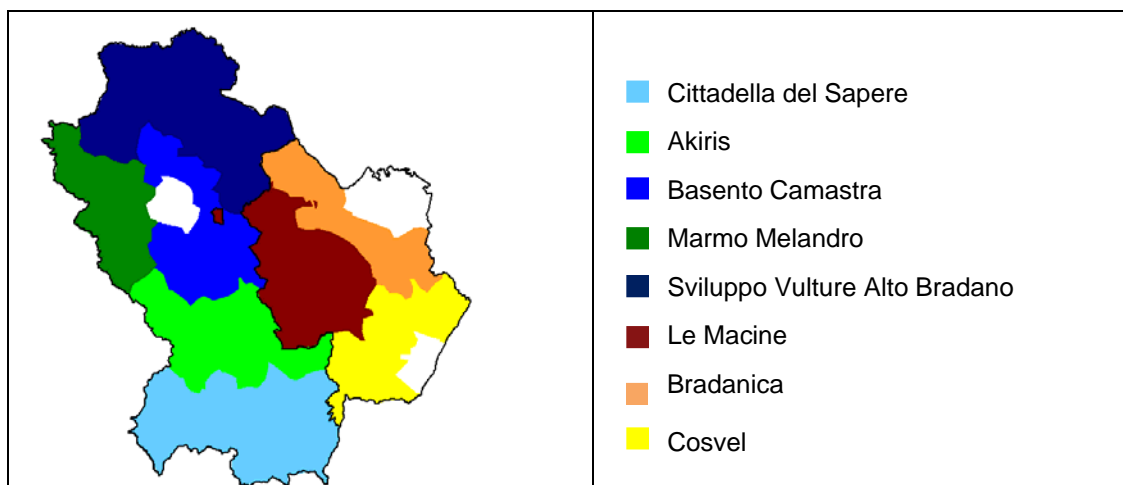 Cittadella del Sapere
Akiris
Basento Camastra
Marmo Melandro
Sviluppo Vulture Alto Bradano
Le Macine
Bradanica
Cosvel